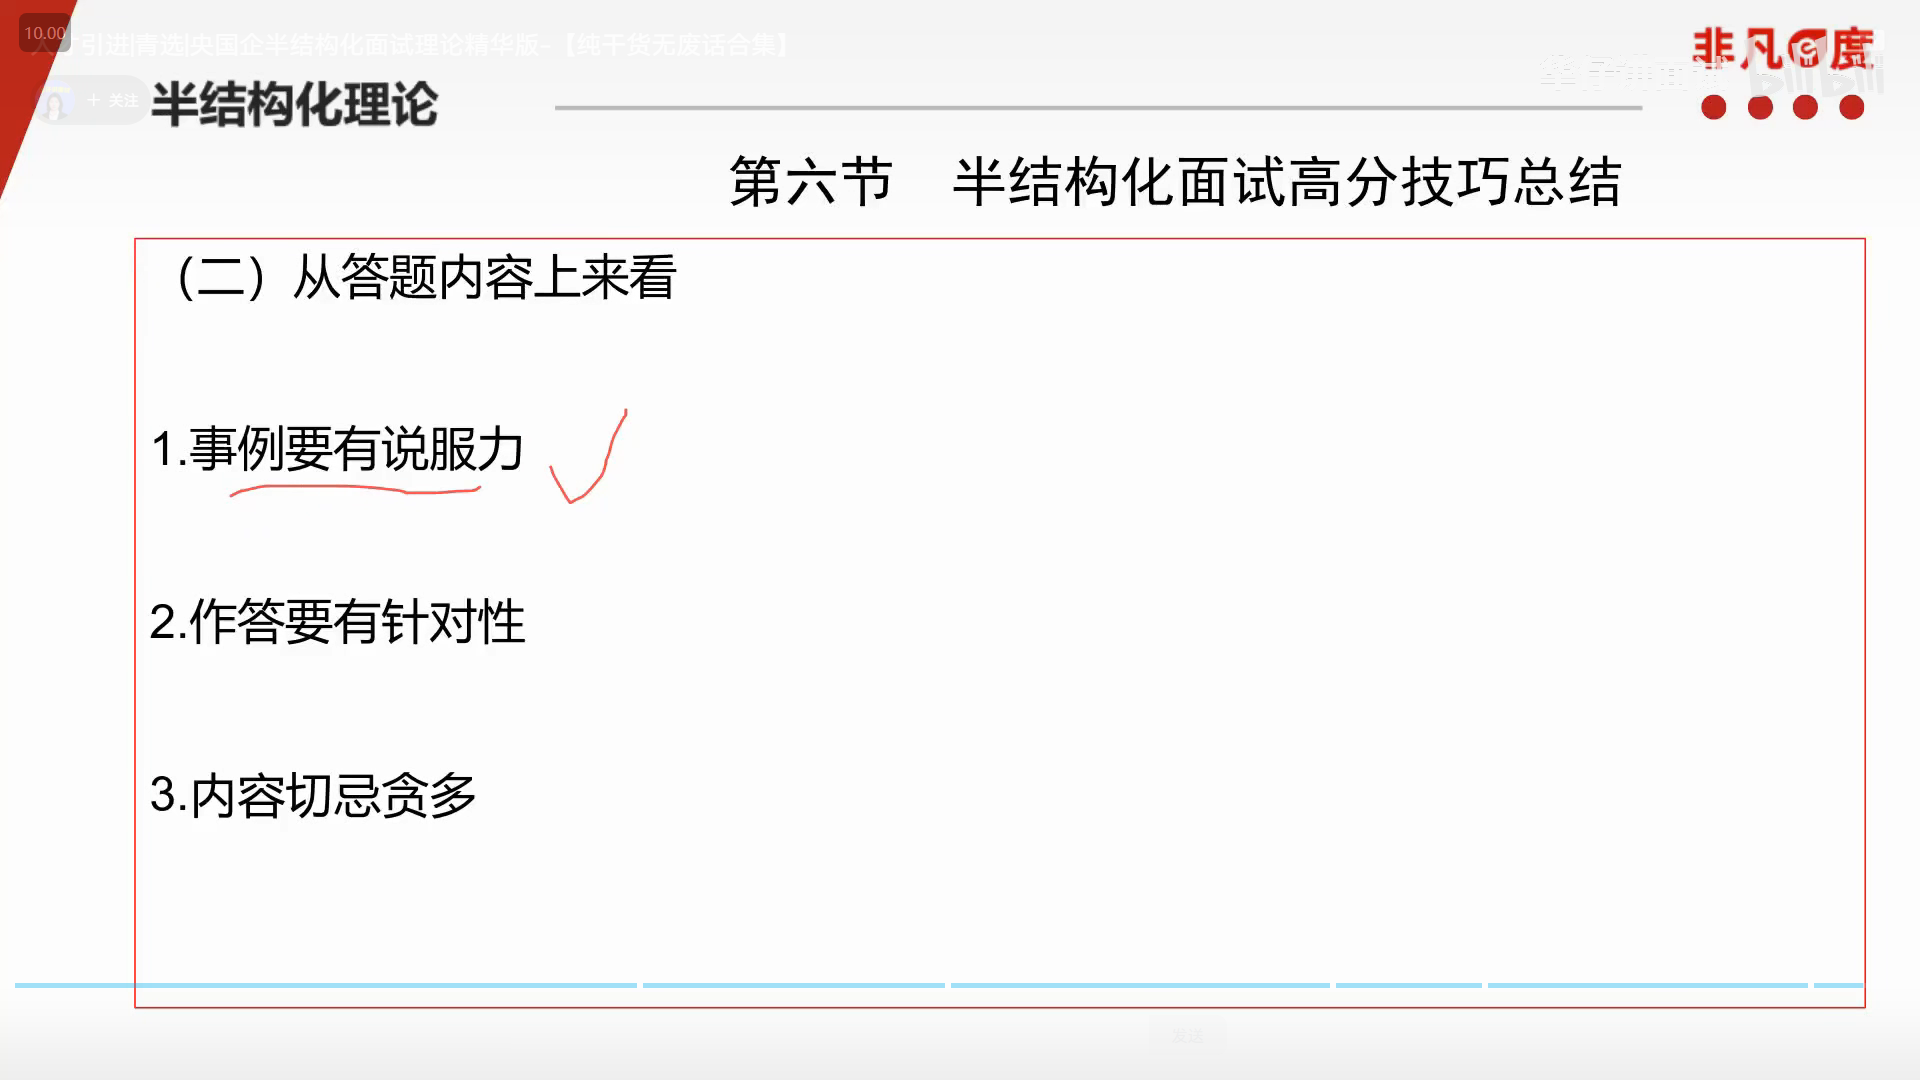 10.00
人才引进|青选|央国企半结构化面试理论精华版-【纯干货无废话合集】
非凡e度
+ 关注
半结构化理论
第六节 半结构化面试高分技巧总结
（二）从答题内容上来看
1.事例要有说服力
2.作答要有针对性
3.内容切忌贪多
发送